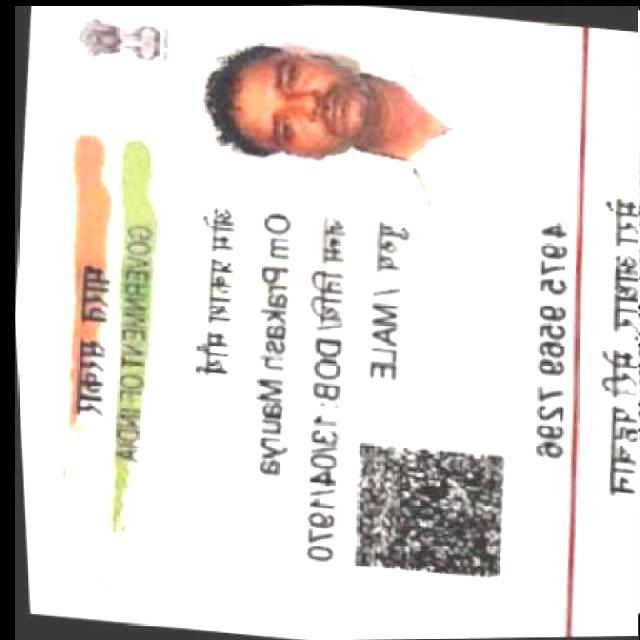 भारत सरकार
GOVERNMENT OF INDIA
ओम प्रकाश मौर्य
Om Prakash Maurya
जन्म तिथि/ DOB: 13/04/1970
पुरुष / MALE
4975 9569 7296
आधार मेरी पहचान